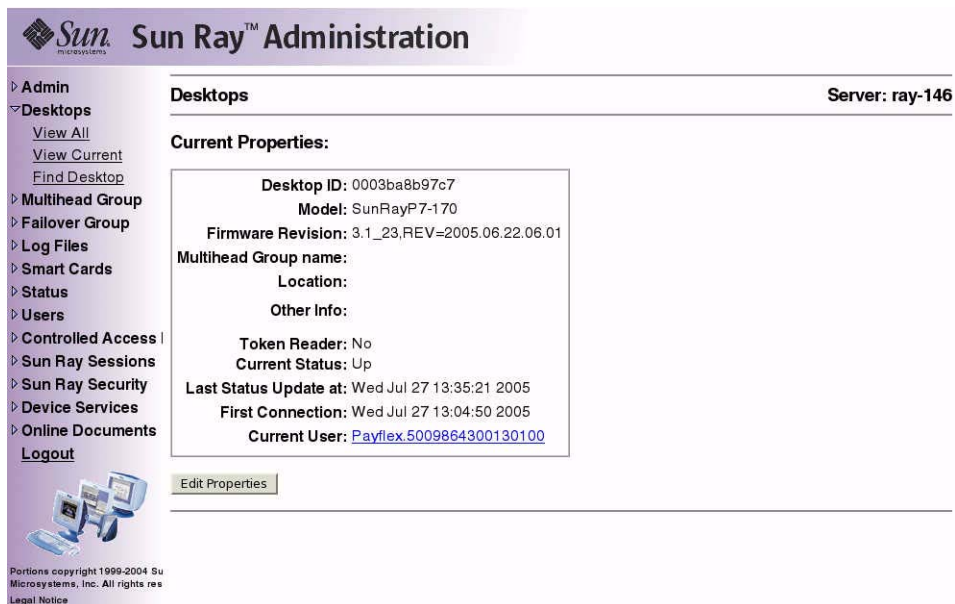 Sun
microsystems
Sun Ray™ Administration
Admin
Desktops
View All
View Current
Find Desktop
Multihead Group
Failover Group
Log Files
Smart Cards
Status
Users
Controlled Access
Sun Ray Sessions
Sun Ray Security
Device Services
Online Documents
Logout
Portions copyright 1999-2004 Su
Microsystems, Inc. All rights res
Legal Notice
Desktops
Server: ray-146
Current Properties:
Desktop ID: 0003ba8b97c7
Model: SunRayP7-170
Firmware Revision: 3.1_23,REV=2005.06.22.06.01
Multihead Group name:
Location:
Other Info:
Token Reader: No
Current Status: Up
Last Status Update at: Wed Jul 27 13:35:21 2005
First Connection: Wed Jul 27 13:04:50 2005
Current User: Payflex.5009864300130100
Edit Properties